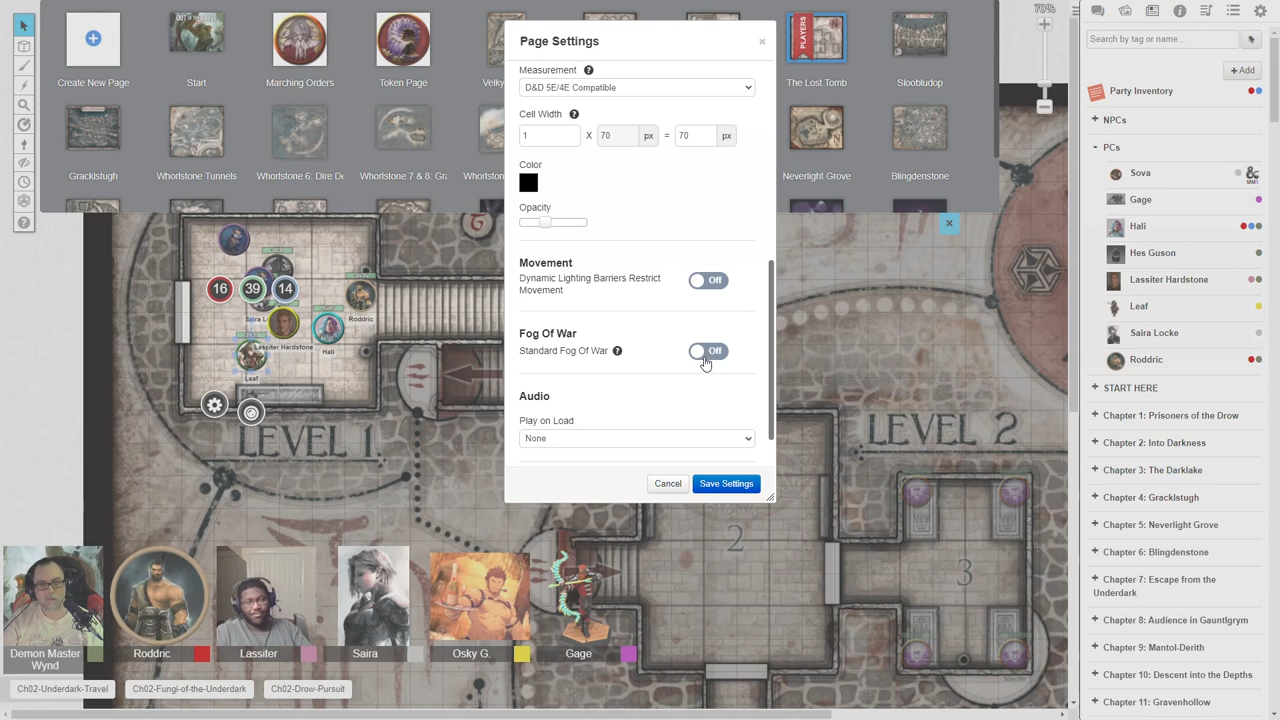 Create New Page
Start
Marching Orders
Token Page
Velky
PLAYERS
The Lost Tomb
Sloobludop
Gracklstugh
Whorlstone Tunnels
Whorlstone 6: Dire De
Whorlstone 7 & 8: Gra
Whorlston
Neverlight Grove
Blingdenstone
Page Settings
×
Measurement ?
D&D 5E/4E Compatible
Cell Width ?
1 X 70 px = 70 px
Color
Opacity
Movement
Dynamic Lighting Barriers Restrict
Movement
Off
Fog Of War
Standard Fog Of War ?
Off
Audio
Play on Load
None
Cancel
Save Settings
70%
Search by tag or name...
+ Add
Party Inventory
NPCs
PCs
Sora
&
MM1
Gage
Hali
Hes Guson
Lassiter Hardstone
Leaf
Saira Locke
Roddric
START HERE
Chapter 1: Prisoners of the Drow
Chapter 2: Into Darkness
Chapter 3: The Darklake
Chapter 4: Gracklstugh
Chapter 5: Neverlight Grove
Chapter 6: Blingdenstone
Chapter 7: Escape from the
Underdark
Chapter 8: Audience in Gauntlgrym
Chapter 9: Mantol-Derith
Chapter 10: Descent into the Depths
Chapter 11: Gravenhollow
16
39
14
Saira L
Lassiter Hardstone
Hali
Roddric
Leaf
LEVEL 1
LEVEL 2
2
3
Demon Master
Wynd
Roddric
Lassiter
Saira
Osky G.
Gage
Ch02-Underdark-Travel
Ch02-Fungi-of-the-Underdark
Ch02-Drow-Pursuit